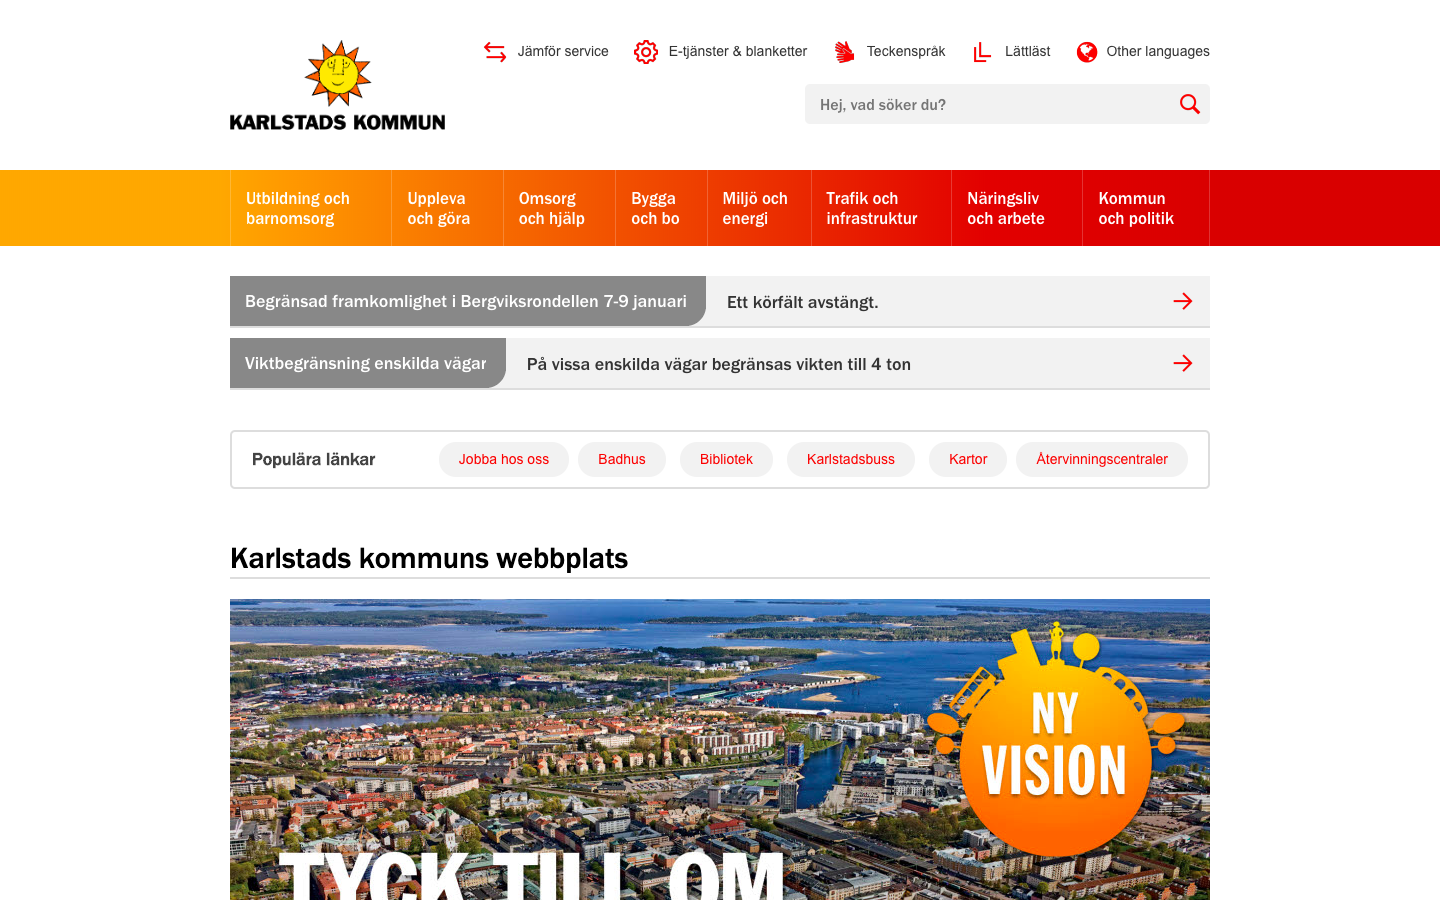 KARLSTADS KOMMUN
Jämför service
E-tjänster & blanketter
Teckenspråk
Lättläst
Other languages
Hej, vad söker du?
Utbildning och
barnomsorg
Uppleva
och göra
Omsorg
och hjälp
Bygga
och bo
Miljö och
energi
Trafik och
infrastruktur
Näringsliv
och arbete
Kommun
och politik
Begränsad framkomlighet i Bergviksrondellen 7-9 januari
Ett körfält avstängt.
Viktbegränsning enskilda vägar
På vissa enskilda vägar begränsas vikten till 4 ton
Populära länkar
Jobba hos oss
Badhus
Bibliotek
Karlstadsbuss
Kartor
Återvinningscentraler
Karlstads kommuns webbplats
NY
VISION
TYCK TILL OM